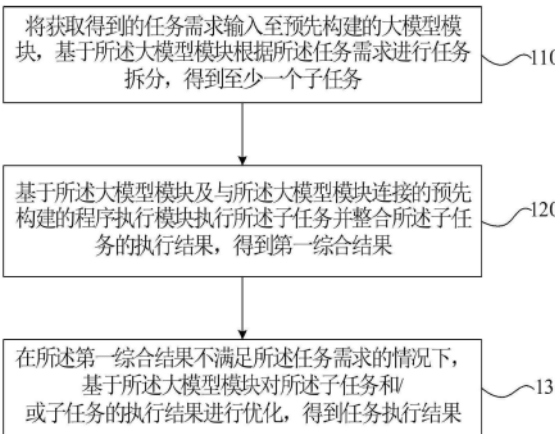 将获取得到的任务需求输入至预先构建的大模型模
块，基于所述大模型模块根据所述任务需求进行任务
拆分，得到至少一个子任务
110
基于所述大模型模块及与所述大模型模块连接的预先
构建的程序执行模块执行所述子任务并整合所述子任
务的执行结果，得到第一综合结果
120
在所述第一综合结果不满足所述任务需求的情况下，
基于所述大模型模块对所述子任务和/
或子任务的执行结果进行优化，得到任务执行结果
13